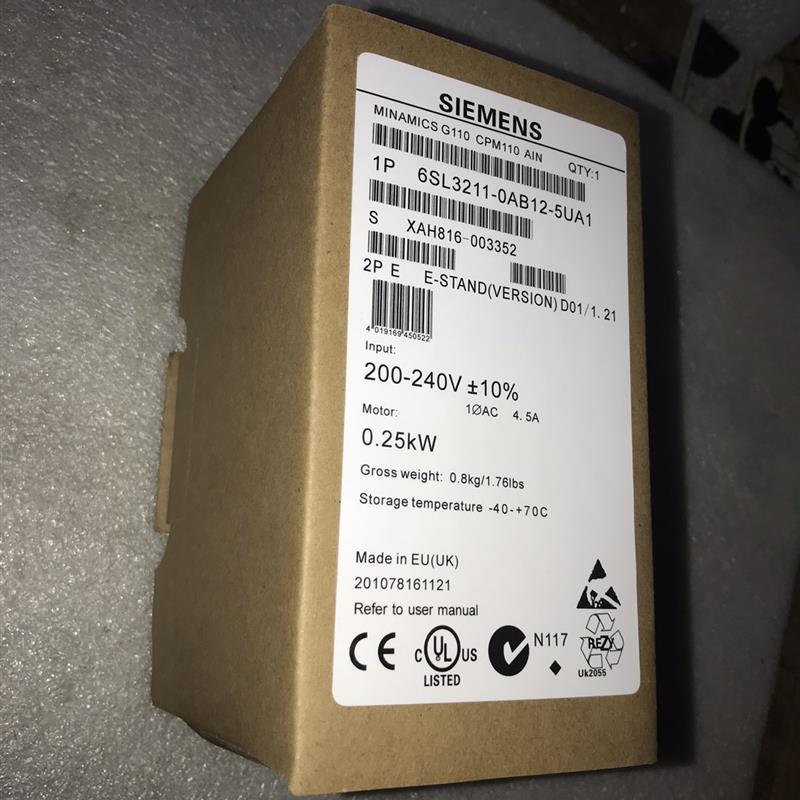 SIEMENS
MINAMICS G110 CPM110 AIN QTY:1
1P 6SL3211-0AB12-5UA1
S XAH816-003352
2P E E-STAND(VERSION) D01/1.21
4 019169 450522
Input:
200-240V ±10%
1ØAC 4.5A
Motor:
0.25kW
Gross weight: 0.8kg/1.76lbs
Storage temperature -40-+70C
Made in EU(UK)
201078161121
Refer to user manual
CE C UL US LISTED N117
REZY
Uk2055